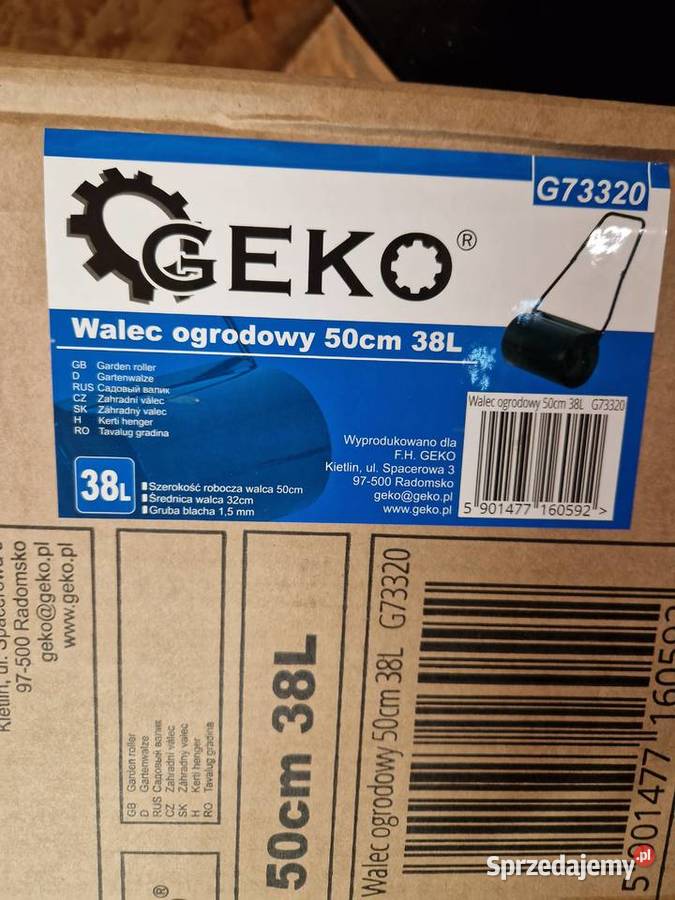 G73320
GEKO®
Walec ogrodowy 50cm 38L
GB Garden roller
D Gartenwalze
RUS Садовый валик
CZ Zahradní válec
SK Záhradný valec
H Kerti henger
RO Tavalug gradina
38L
Szerokość robocza walca 50cm
Średnica walca 32cm
Gruba blacha 1,5 mm
Wyprodukowano dla
F.H. GEKO
Kietlin, ul. Spacerowa 3
97-500 Radomsko
geko@geko.pl
www.geko.pl
Walec ogrodowy 50cm 38L G73320
5 901477 160592 >
97-500 Radomsko
geko@geko.pl
www.geko.pl
GB Garden roller
D Gartenwalze
RUS Садовый валик
CZ Zahradní válec
SK Záhradný valec
H Kerti henger
RO Tavalug gradina
®
50cm 38L
Walec ogrodowy 50cm 38L G73320
5 901477 160592
Sprzedajemy.pl